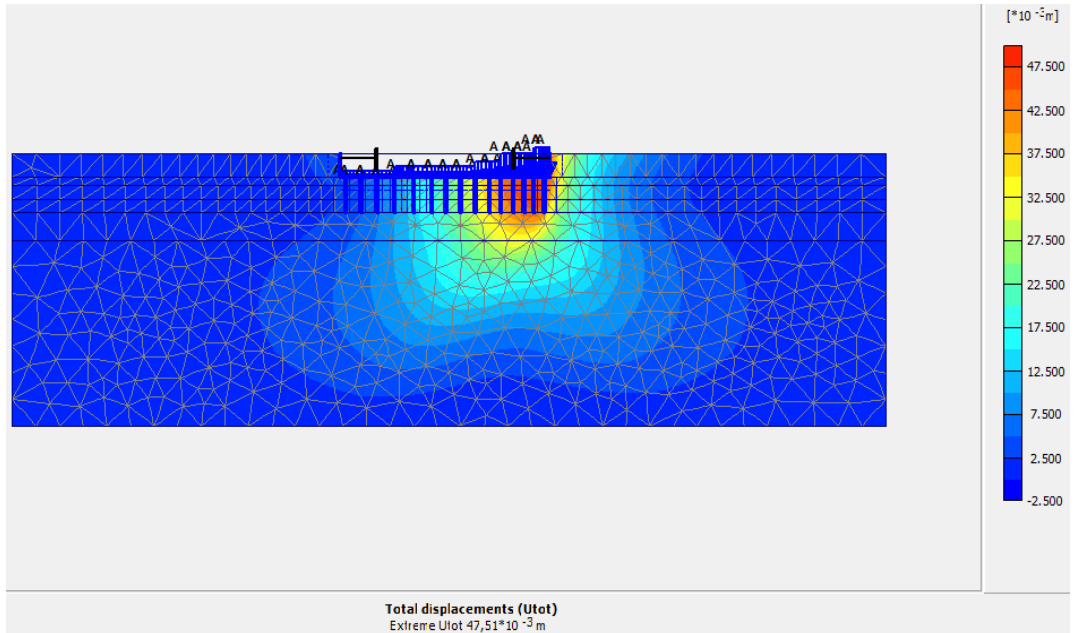 [*10 -3m]
47.500
42.500
37.500
32.500
27.500
22.500
17.500
12.500
7.500
2.500
-2.500
A A A AA
A A A A A A A A A
Total displacements (Utot)
Extreme Utot 47,51*10 -3 m